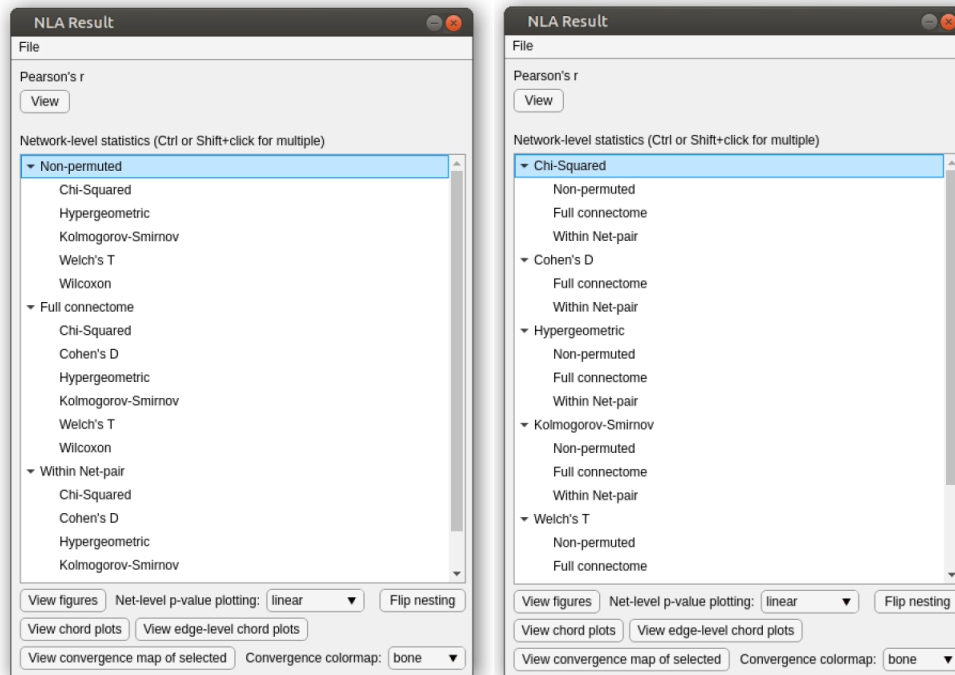 NLA Result
File
Pearson's r
View
Network-level statistics (Ctrl or Shift+click for multiple)
Non-permuted
Chi-Squared
Hypergeometric
Kolmogorov-Smirnov
Welch's T
Wilcoxon
Full connectome
Chi-Squared
Cohen's D
Hypergeometric
Kolmogorov-Smirnov
Welch's T
Wilcoxon
Within Net-pair
Chi-Squared
Cohen's D
Hypergeometric
Kolmogorov-Smirnov
View figures Net-level p-value plotting: linear Flip nesting
View chord plots View edge-level chord plots
View convergence map of selected Convergence colormap: bone
NLA Result
File
Pearson's r
View
Network-level statistics (Ctrl or Shift+click for multiple)
Chi-Squared
Non-permuted
Full connectome
Within Net-pair
Cohen's D
Full connectome
Within Net-pair
Hypergeometric
Non-permuted
Full connectome
Within Net-pair
Kolmogorov-Smirnov
Non-permuted
Full connectome
Within Net-pair
Welch's T
Non-permuted
Full connectome
View figures Net-level p-value plotting: linear Flip nesting
View chord plots View edge-level chord plots
View convergence map of selected Convergence colormap: bone